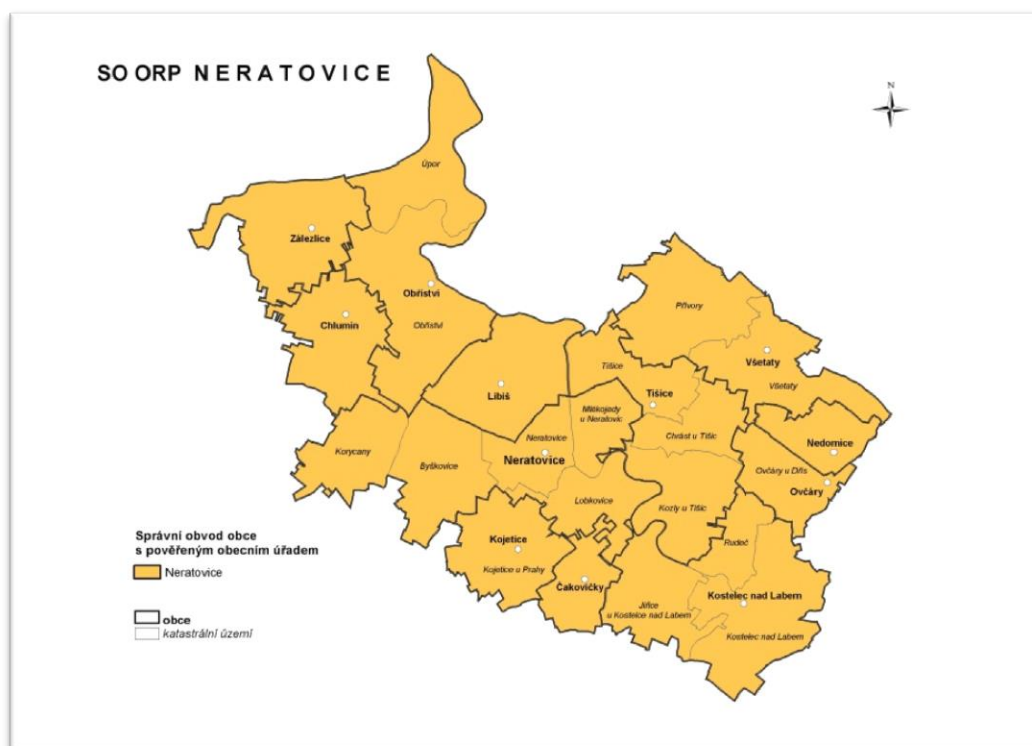 SO ORP N E R A T O V I C E
N
Úpor
Zálezlice
Obříství
Chlumín
Obříství
Přívory
Všetaty
Všetaty
Tišice
Tišice
Libiš
Mlékojedy
u Neratovic
Chrást u Tišic
Nedomice
Neratovice
Neratovice
Korycany
Byškovice
Ovčáry u Dřís
Ovčáry
Lobkovice
Kozly u Tišic
Rudeč
Kojetice
Kojetice u Prahy
Čakovičky
Jiřice
u Kostelce nad Labem
Kostelec nad Labem
Kostelec nad Labem
Správní obvod obce
s pověřeným obecním úřadem
Neratovice
obce
katastrální území